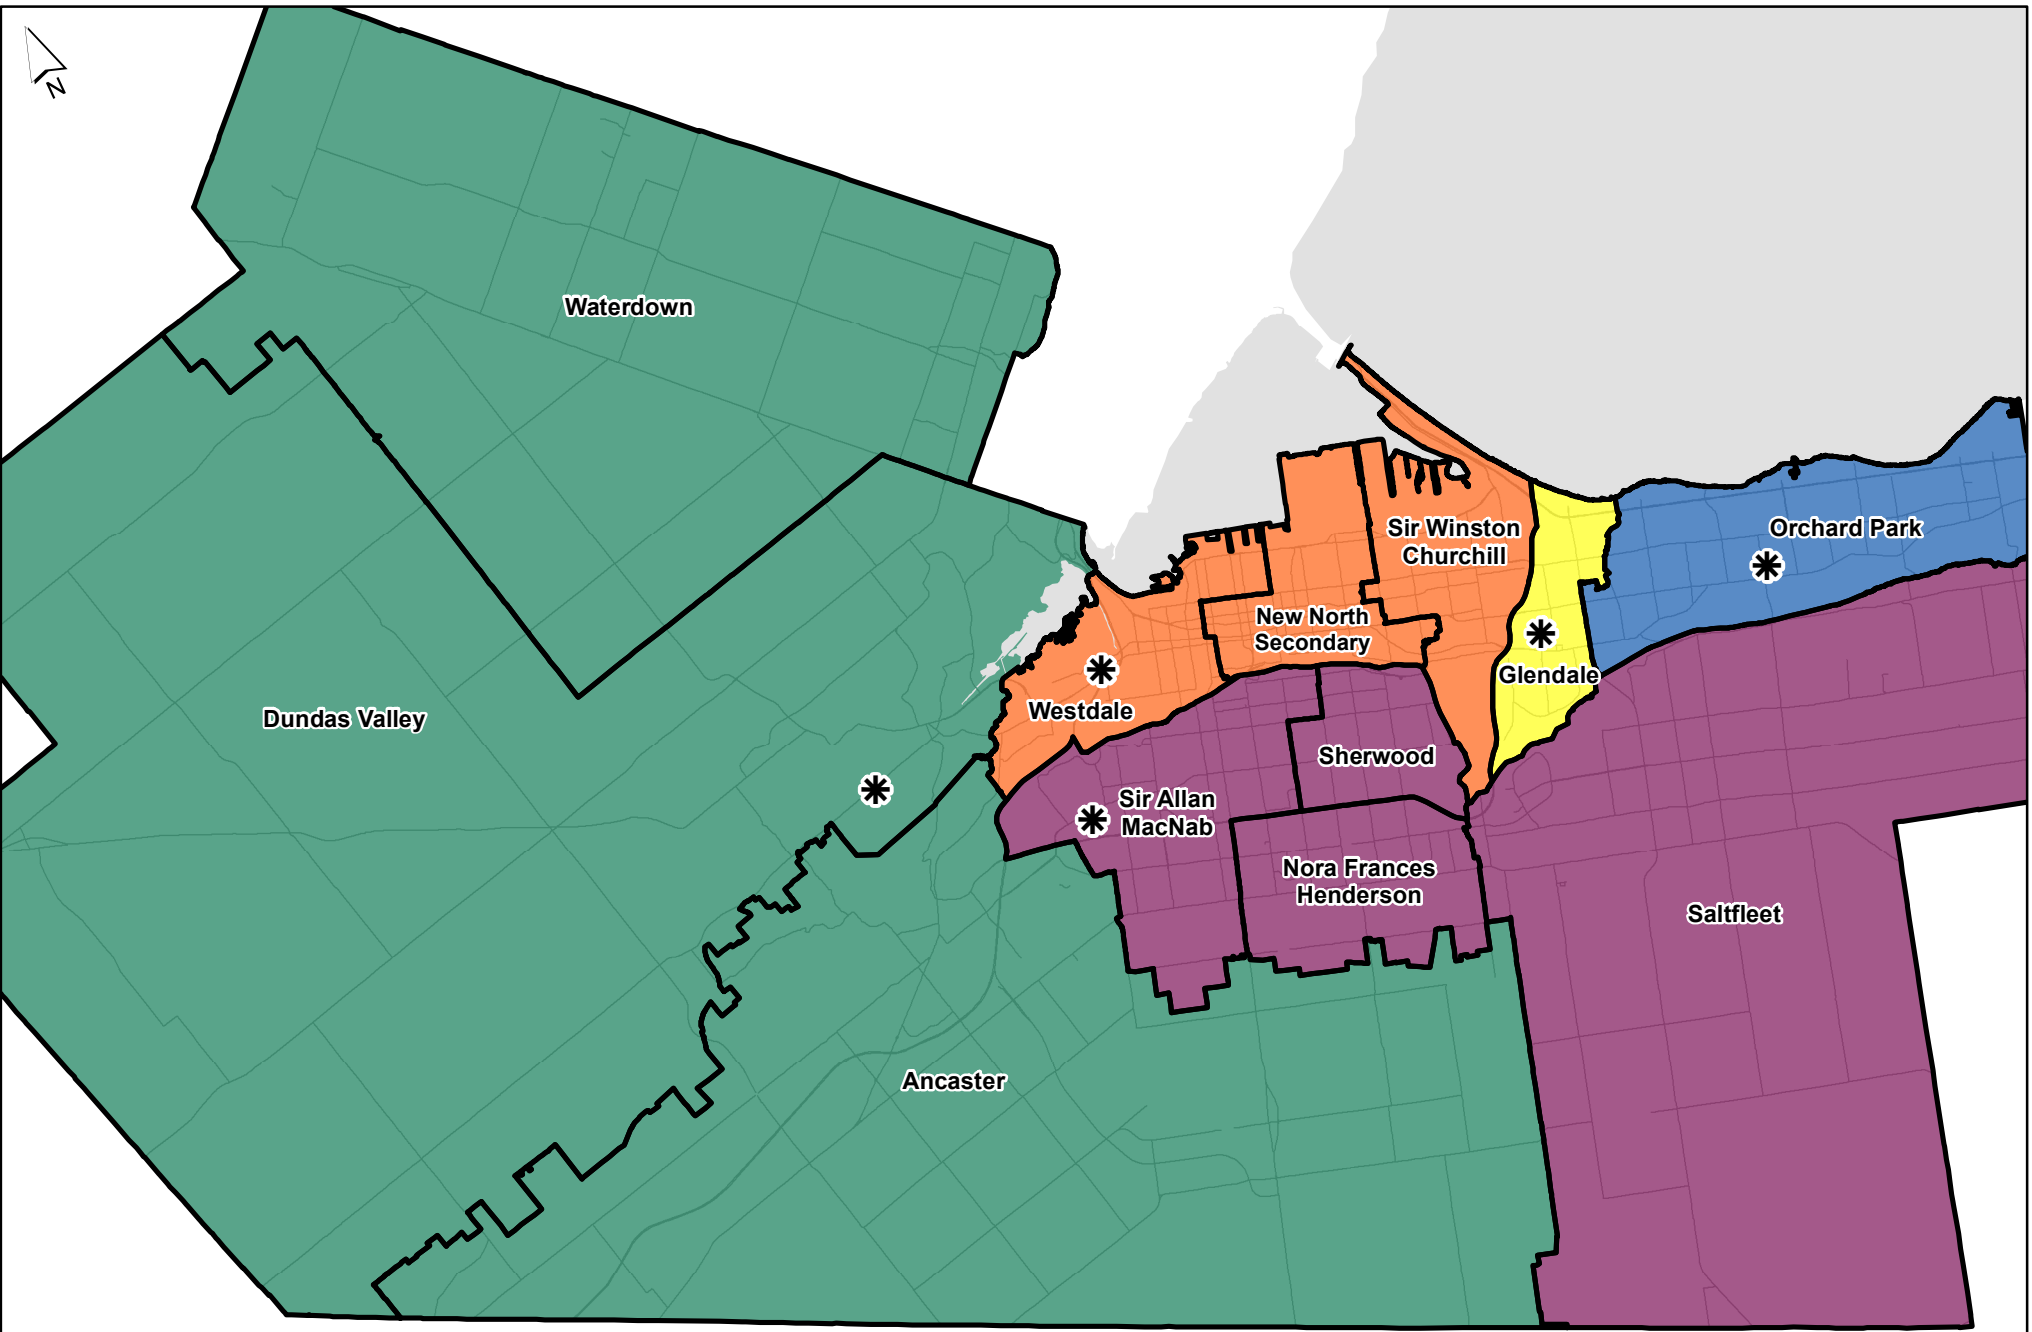 N
Waterdown
Sir Winston
Churchill
Orchard Park
New North
Secondary
Glendale
Westdale
Dundas Valley
Sherwood
Sir Allan
MacNab
Nora Frances
Henderson
Saltfleet
Ancaster